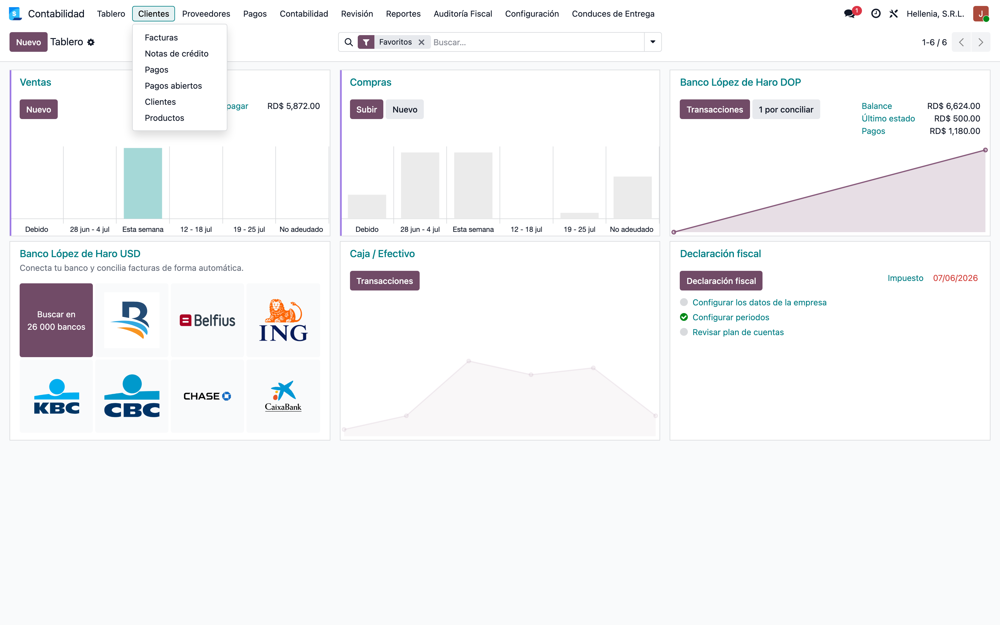 Contabilidad Tablero Clientes Proveedores Pagos Contabilidad Revisión Reportes Auditoría Fiscal Configuración Conduces de Entrega 1 Hellenia, S.R.L. J
Nuevo Tablero Favoritos Buscar... 1-6 / 6
Facturas
Notas de crédito
Pagos
Pagos abiertos
Clientes
Productos
Ventas
Nuevo
pagar RD$ 5,872.00
Debido 28 jun - 4 jul Esta semana 12 - 18 jul 19 - 25 jul No adeudado
Compras
Subir Nuevo
Debido 28 jun - 4 jul Esta semana 12 - 18 jul 19 - 25 jul No adeudado
Banco López de Haro DOP
Transacciones 1 por conciliar
Balance RD$ 6,624.00
Último estado RD$ 500.00
Pagos RD$ 1,180.00
Banco López de Haro USD
Conecta tu banco y concilia facturas de forma automática.
Buscar en
26 000 bancos
Belfius
ING
KBC
CBC
CHASE
CaixaBank
Caja / Efectivo
Transacciones
Declaración fiscal
Declaración fiscal
Impuesto 07/06/2026
Configurar los datos de la empresa
Configurar periodos
Revisar plan de cuentas